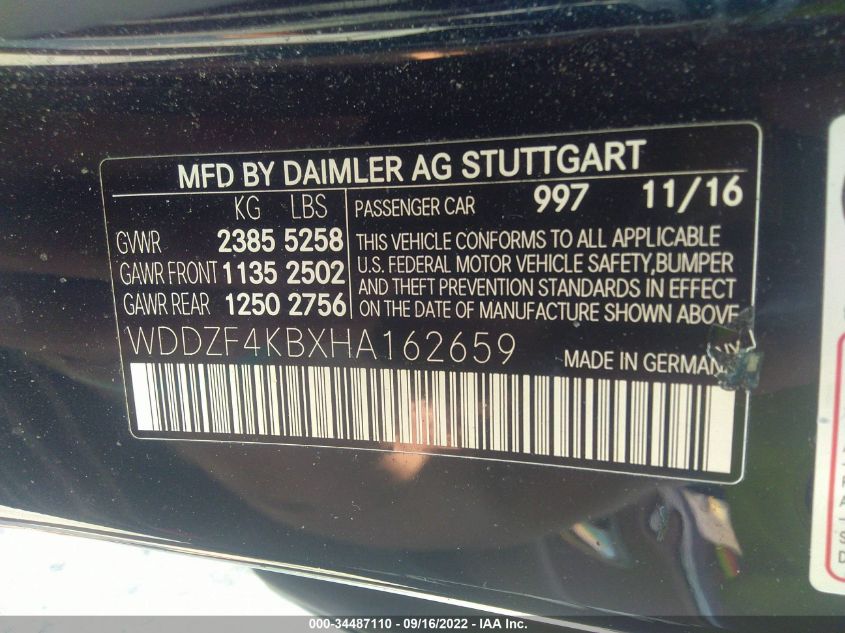 MFD BY DAIMLER AG STUTTGART
KG LBS
GVWR 2385 5258
GAWR FRONT 1135 2502
GAWR REAR 1250 2756
PASSENGER CAR 997 11/16
THIS VEHICLE CONFORMS TO ALL APPLICABLE
U.S. FEDERAL MOTOR VEHICLE SAFETY, BUMPER
AND THEFT PREVENTION STANDARDS IN EFFECT
ON THE DATE OF MANUFACTURE SHOWN ABOVE
WDDZF4KBXHA162659
MADE IN GERMANY
000-34487110 - 09/16/2022 - IAA Inc.